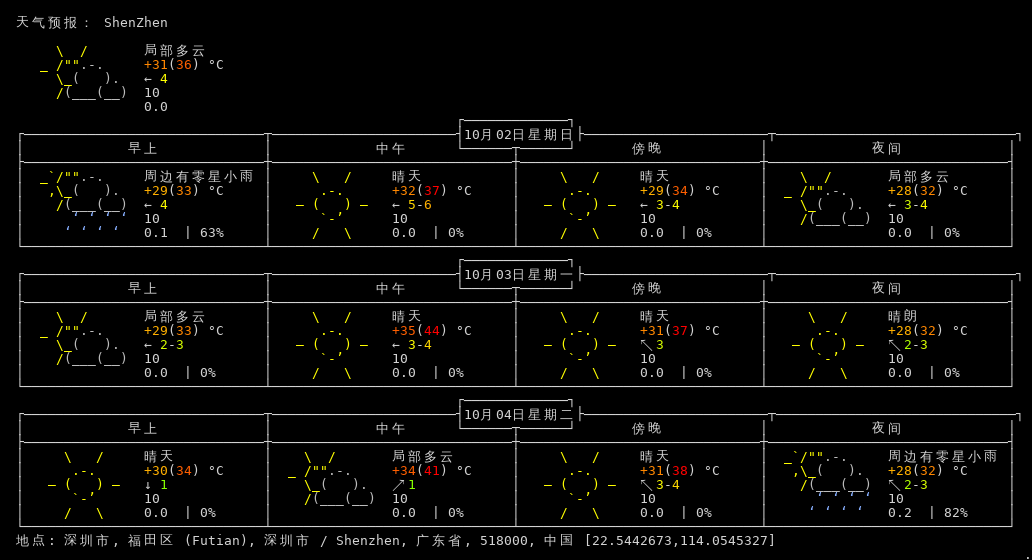 天气预报： ShenZhen
局部多云
+31(36) °C
← 4
10
0.0
10月02日星期日
早上 中午 傍晚 夜间
周边有零星小雨 晴天 晴天 局部多云
+29(33) °C +32(37) °C +29(34) °C +28(32) °C
← 4 ← 5-6 ← 3-4 ← 3-4
10 10 10 10
0.1 | 63% 0.0 | 0% 0.0 | 0% 0.0 | 0%
10月03日星期一
早上 中午 傍晚 夜间
局部多云 晴天 晴天 晴朗
+29(33) °C +35(44) °C +31(37) °C +28(32) °C
← 2-3 ← 3-4 ↖ 3 ↖ 2-3
10 10 10 10
0.0 | 0% 0.0 | 0% 0.0 | 0% 0.0 | 0%
10月04日星期二
早上 中午 傍晚 夜间
晴天 局部多云 晴天 周边有零星小雨
+30(34) °C +34(41) °C +31(38) °C +28(32) °C
↓ 1 ↗ 1 ↖ 3-4 ↖ 2-3
10 10 10 10
0.0 | 0% 0.0 | 0% 0.0 | 0% 0.2 | 82%
地点: 深圳市, 福田区 (Futian), 深圳市 / Shenzhen, 广东省, 518000, 中国 [22.5442673,114.0545327]